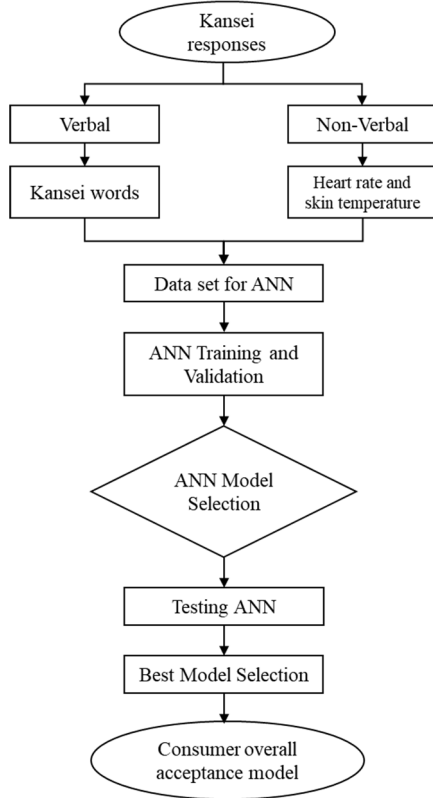 Kansei
responses
Verbal
Non-Verbal
Kansei words
Heart rate and
skin temperature
Data set for ANN
ANN Training and
Validation
ANN Model
Selection
Testing ANN
Best Model Selection
Consumer overall
acceptance model